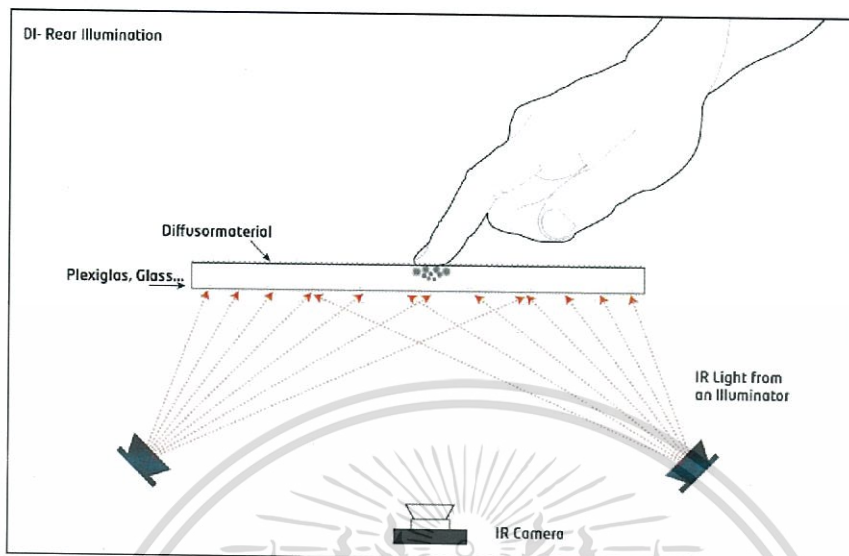 DI- Rear Illumination
Diffusormaterial
Plexiglas, Glass...
IR Light from
an Illuminator
IR Camera